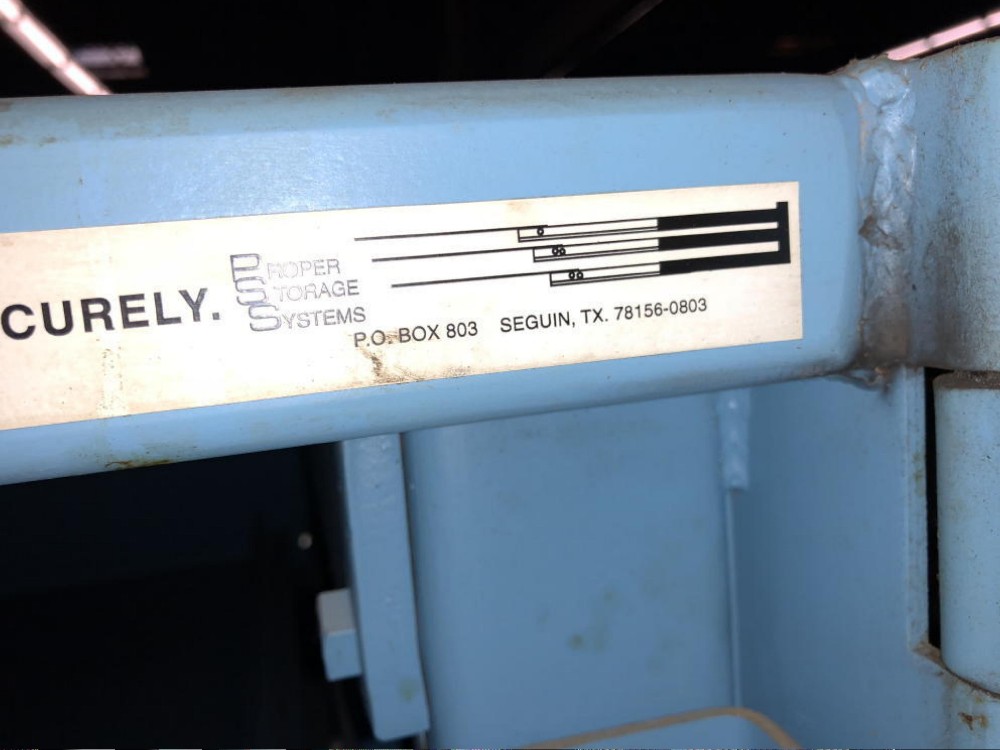 CURELY.
PROPER
STORAGE
SYSTEMS
P.O. BOX 803 SEGUIN, TX. 78156-0803